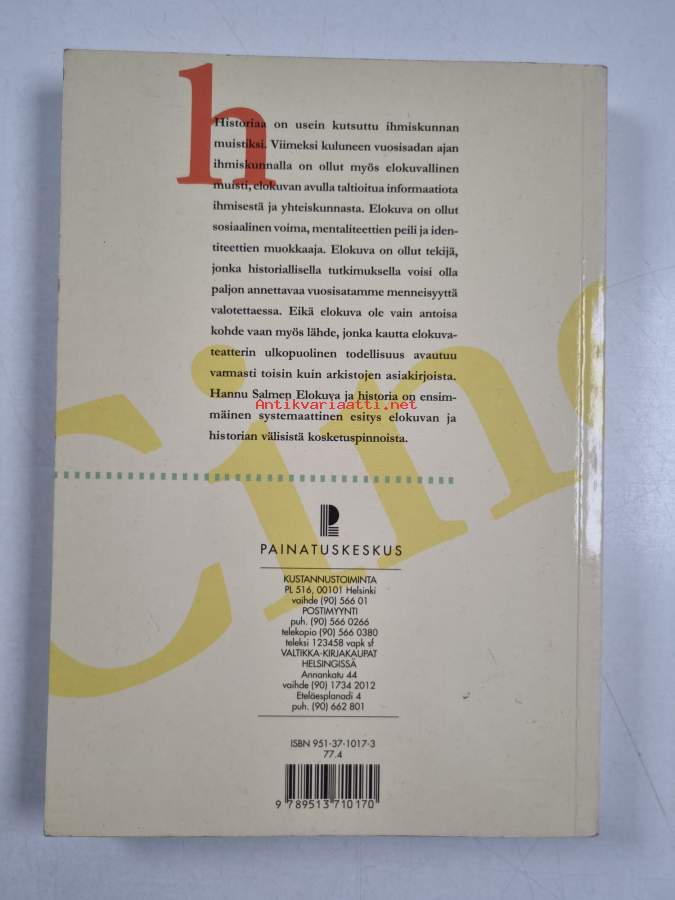 h
Historiaa on usein kutsuttu ihmiskunnan
muistiksi. Viimeksi kuluneen vuosisadan ajan
ihmiskunnalla on ollut myös elokuvallinen
muisti, elokuvan avulla taltioitua informaatiota
ihmisestä ja yhteiskunnasta. Elokuva on ollut
sosiaalinen voima, mentaliteettien peili ja iden-
titeettien muokkaaja. Elokuva on ollut tekijä,
jonka historiallisella tutkimuksella voisi olla
paljon annettavaa vuosisatamme menneisyyttä
valotettaessa. Eikä elokuva ole vain antoisa
kohde vaan myös lähde, jonka kautta elokuva-
teatterin ulkopuolinen todellisuus avautuu
varmasti toisin kuin arkistojen asiakirjoista.
Hannu Salmen Elokuva ja historia on ensim-
mäinen systemaattinen esitys elokuvan ja
historian välisistä kosketuspinnoista.
Antikvariaatti.net
Cine
PAINATUSKESKUS
KUSTANNUSTOIMINTA
PL 516, 00101 Helsinki
vaihde (90) 566 01
POSTIMYYNTI
puh. (90) 566 0266
telekopio (90) 566 0380
teleksi 123458 vapk sf
VALTIKKA-KIRJAKAUPAT
HELSINGISSÄ
Annankatu 44
vaihde (90) 1734 2012
Eteläesplanadi 4
puh. (90) 662 801
ISBN 951-37-1017-3
77.4
9 789513 710170